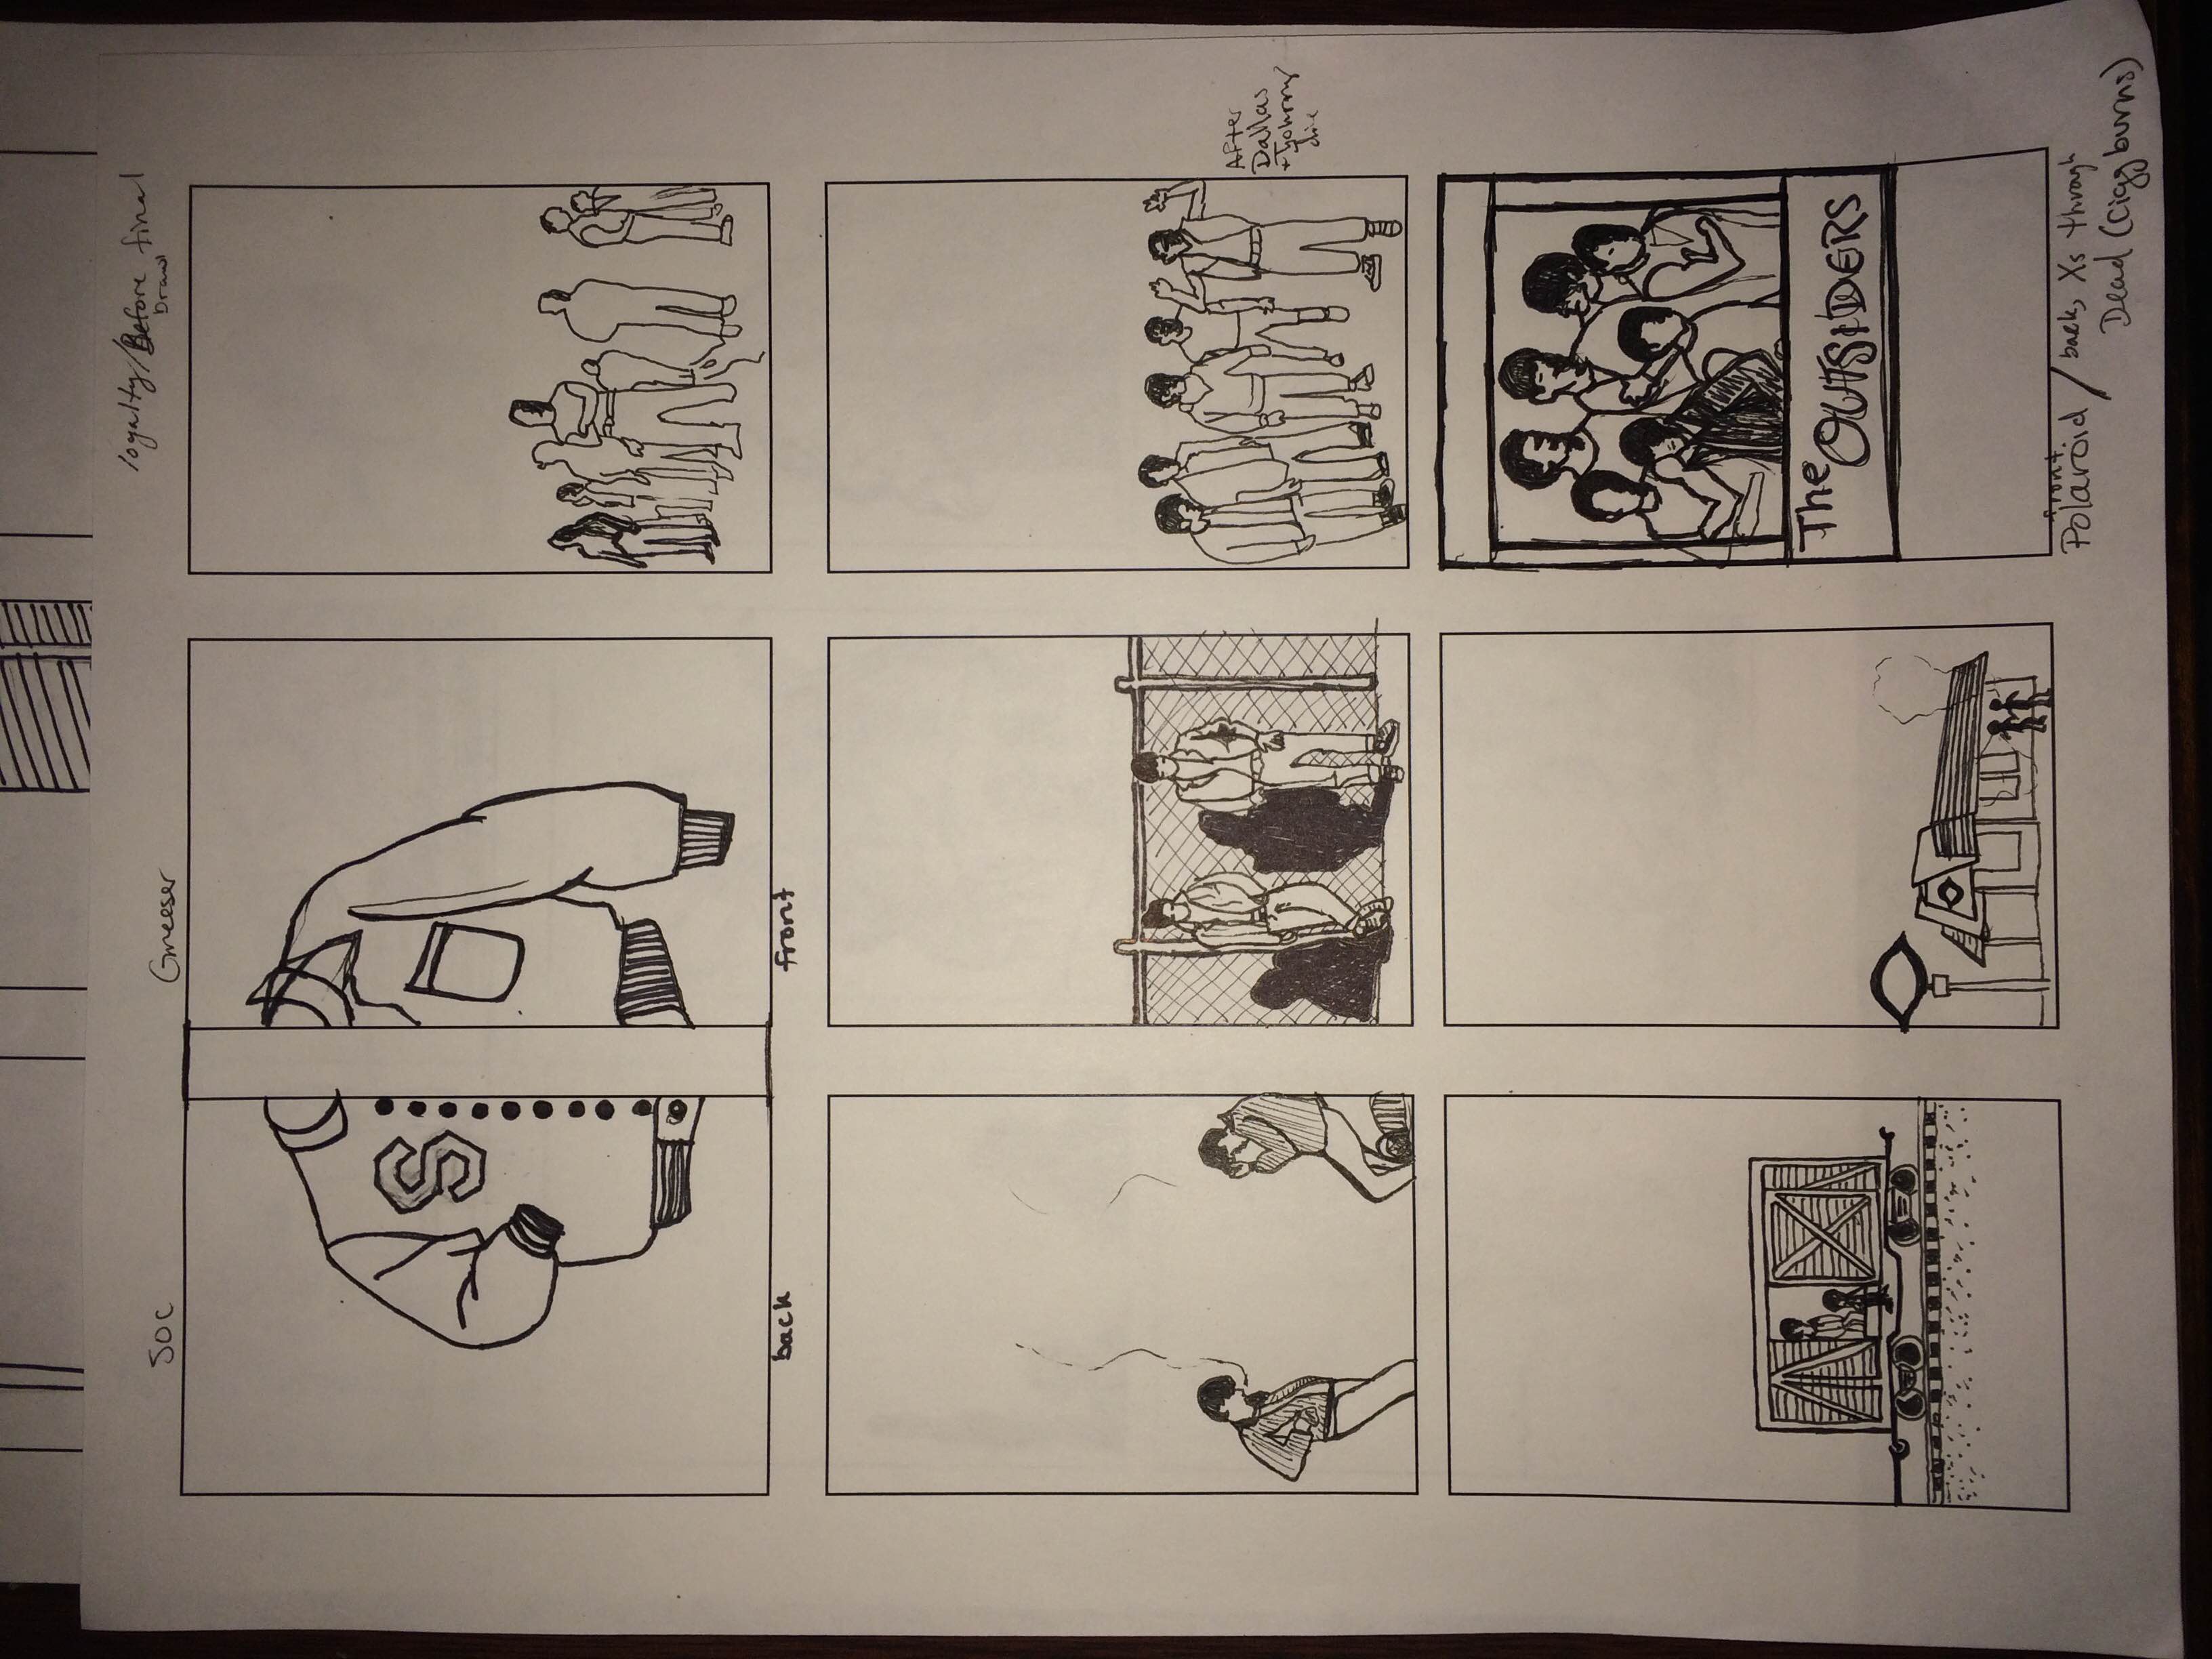 Soc
Greeser
loyalty/Before final
brawl
S
back
front
After
Dallas
+ Johnny
die
The OUTSIDERS
front
Polaroid / back, Xs through
Dead (cigg burns)